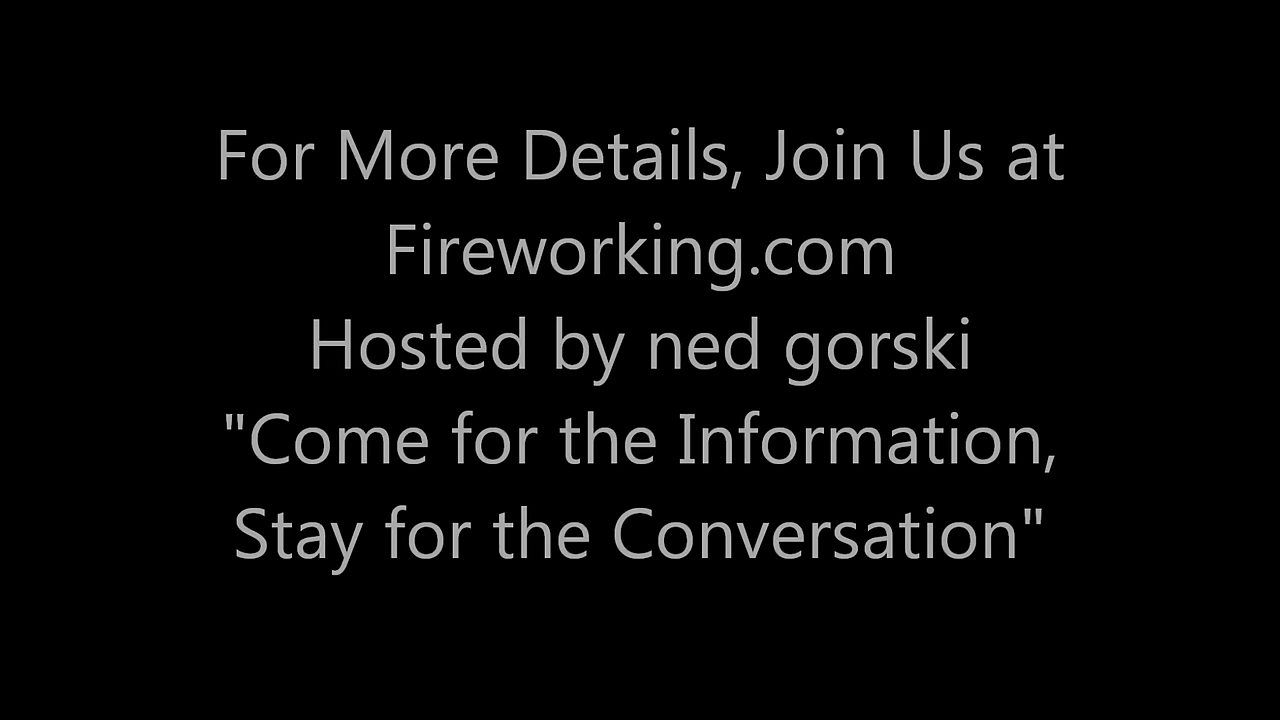 For More Details, Join Us at
Fireworking.com
Hosted by ned gorski
"Come for the Information,
Stay for the Conversation"